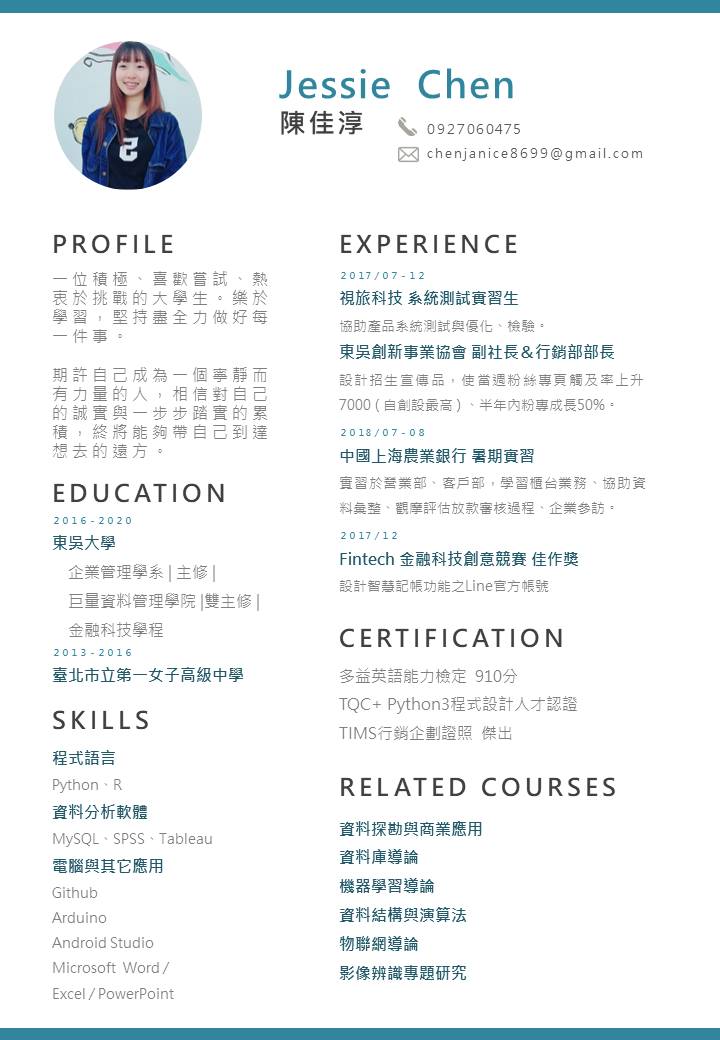 Jessie Chen
陳佳淳
0927060475
chenjanice8699@gmail.com
PROFILE
一位積極、喜歡嘗試、熱
衷於挑戰的大學生。樂於
學習，堅持盡全力做好每
一件事。
期許自己成為一個寧靜而
有力量的人，相信對自己
的誠實與一步步踏實的累
積，終將能夠帶自己到達
想去的遠方。
EDUCATION
2016-2020
東吳大學
企業管理學系 | 主修 |
巨量資料管理學院 |雙主修 |
金融科技學程
2013-2016
臺北市立第一女子高級中學
SKILLS
程式語言
Python、R
資料分析軟體
MySQL、SPSS、Tableau
電腦與其它應用
Github
Arduino
Android Studio
Microsoft Word /
Excel / PowerPoint
EXPERIENCE
2017/07-12
視旅科技 系統測試實習生
協助產品系統測試與優化、檢驗。
東吳創新事業協會 副社長＆行銷部部長
設計招生宣傳品，使當週粉絲專頁觸及率上升
7000（自創設最高）、半年內粉專成長50%。
2018/07-08
中國上海農業銀行 暑期實習
實習於營業部、客戶部，學習櫃台業務、協助資
料彙整、觀摩評估放款審核過程、企業參訪。
2017/12
Fintech 金融科技創意競賽 佳作獎
設計智慧記帳功能之Line官方帳號
CERTIFICATION
多益英語能力檢定 910分
TQC+ Python3程式設計人才認證
TIMS行銷企劃證照 傑出
RELATED COURSES
資料探勘與商業應用
資料庫導論
機器學習導論
資料結構與演算法
物聯網導論
影像辨識專題研究